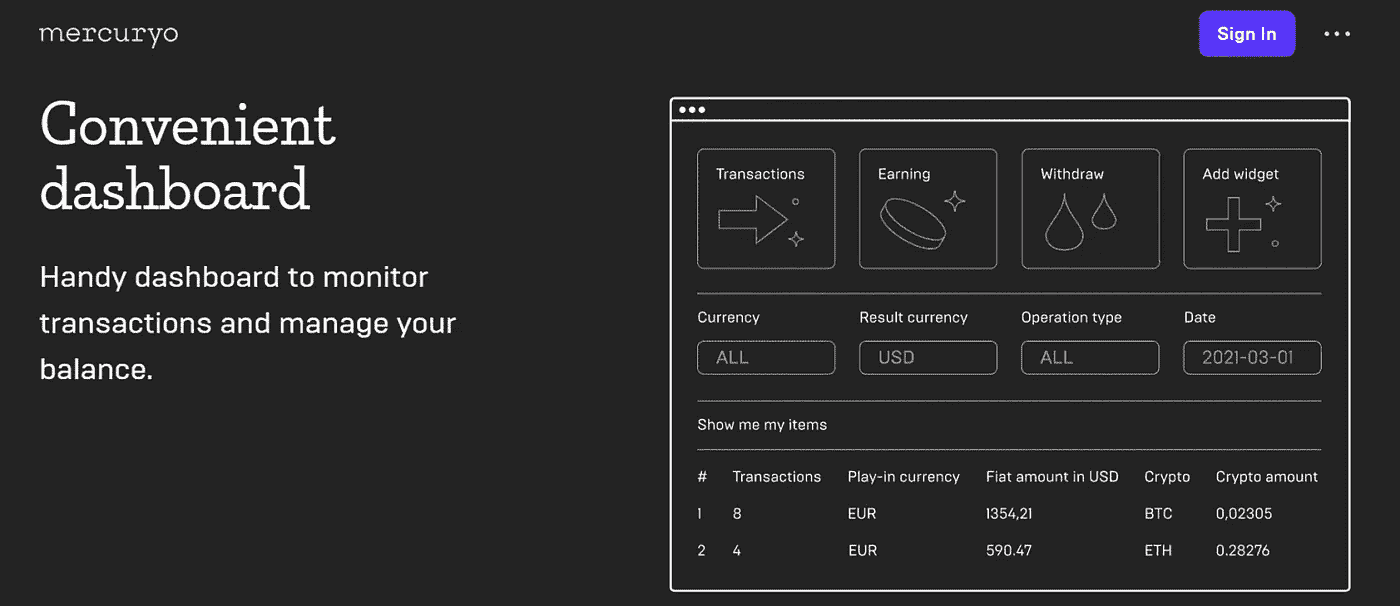 mercuryo
Sign In
Convenient
dashboard
Handy dashboard to monitor
transactions and manage your
balance.
Transactions Earning Withdraw Add widget
Currency Result currency Operation type Date
ALL USD ALL 2021-03-01
Show me my items
# Transactions Play-in currency Fiat amount in USD Crypto Crypto amount
1 8 EUR 1354,21 BTC 0,02305
2 4 EUR 590.47 ETH 0.28276